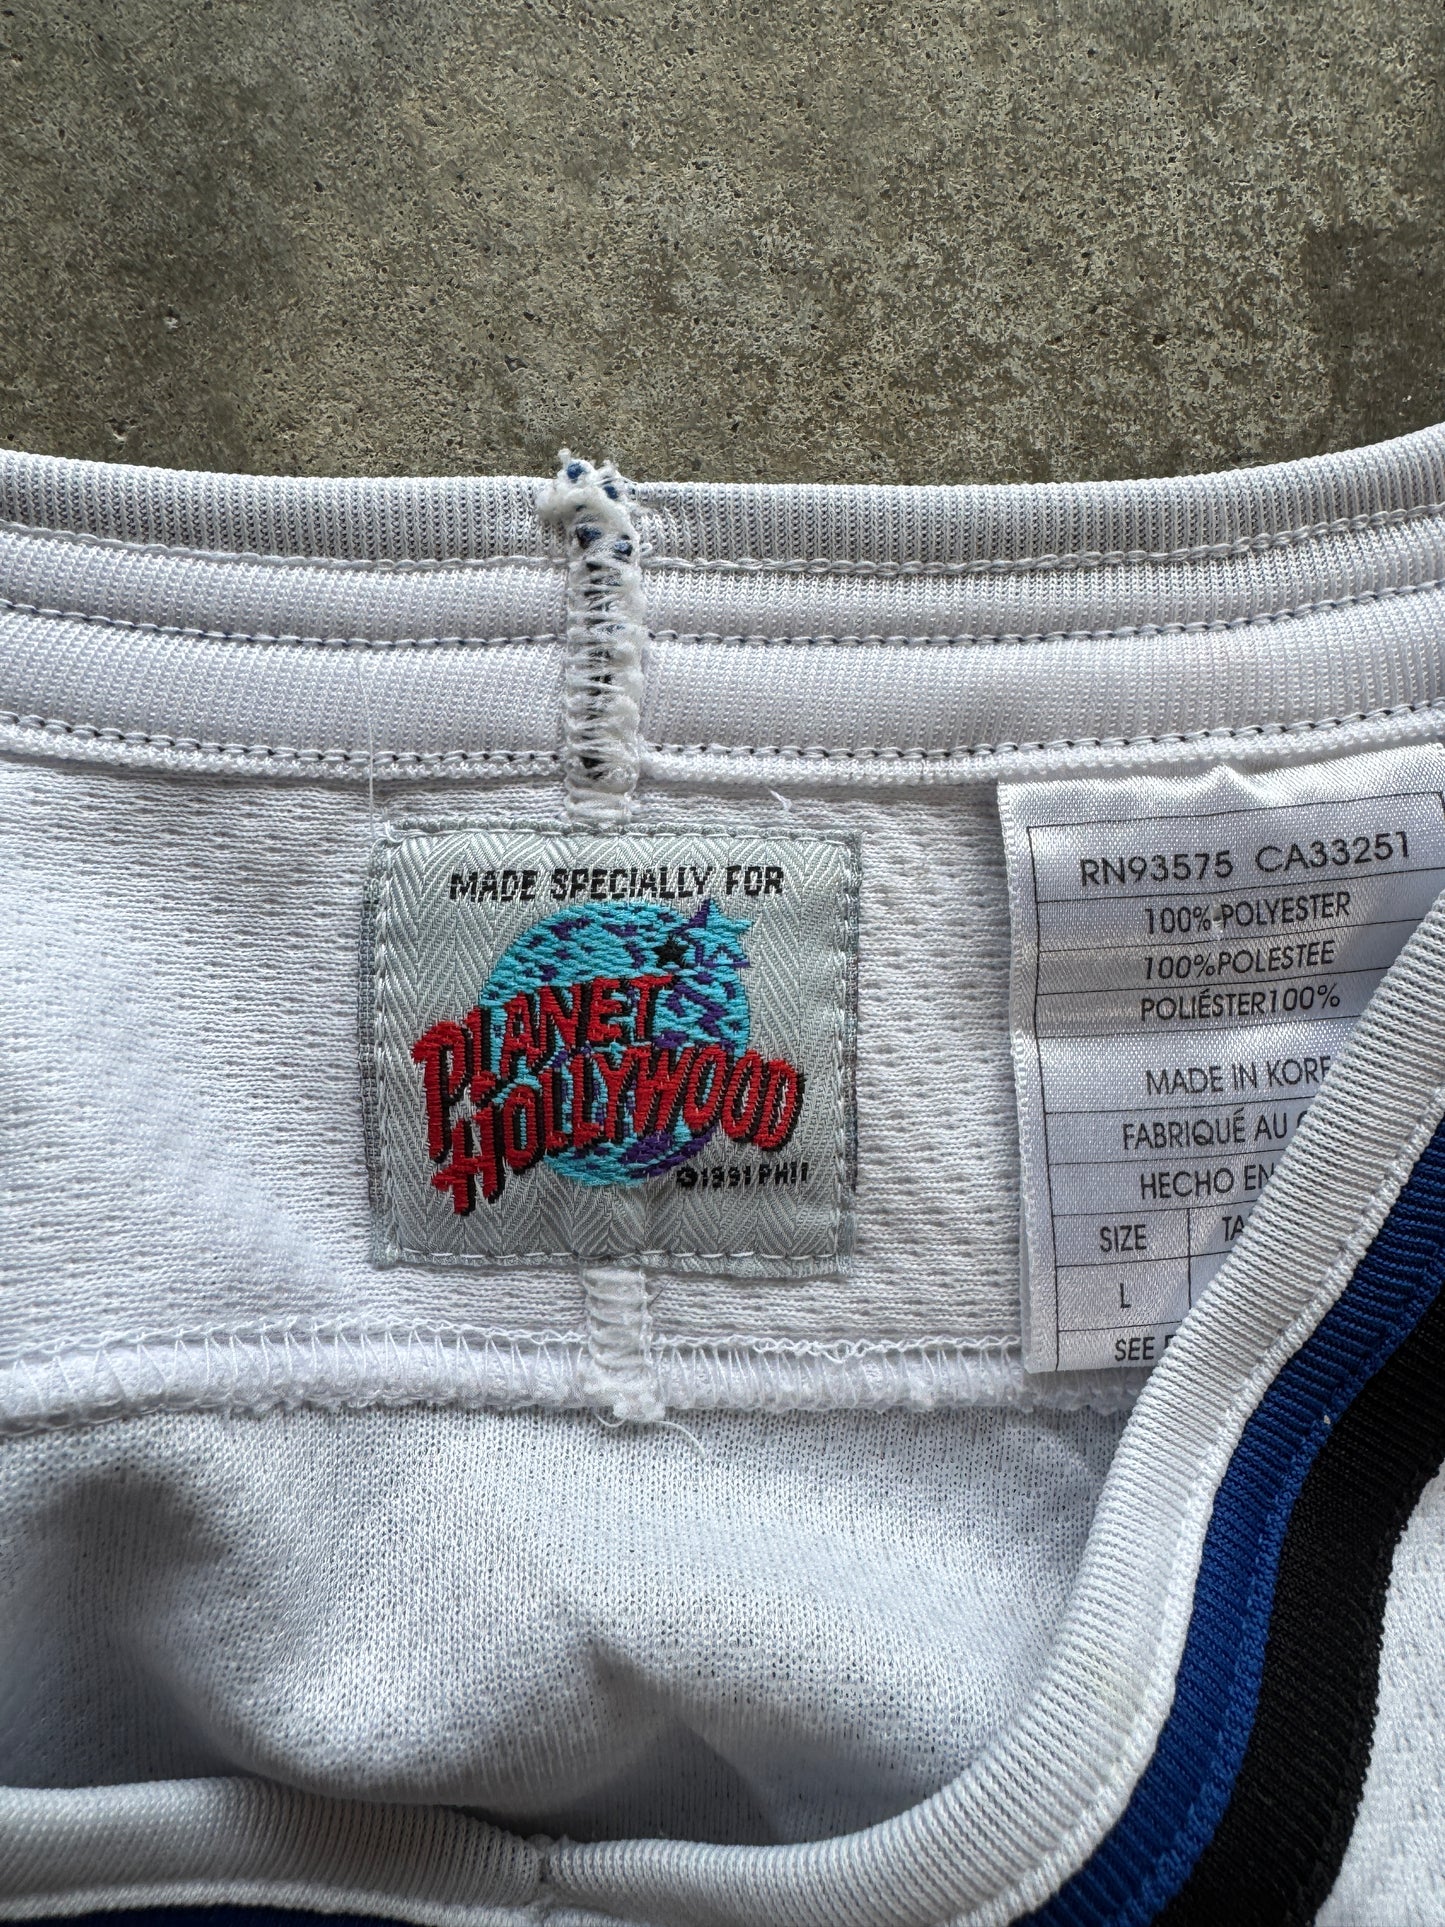 MADE SPECIALLY FOR
PLANET
HOLLYWOOD
©1991 PHII
RN93575 CA33251
100% POLYESTER
100%POLESTEE
POLIÉSTER100%
MADE IN KORE
FABRIQUÉ AU
HECHO EN
SIZE TA
L
SEE